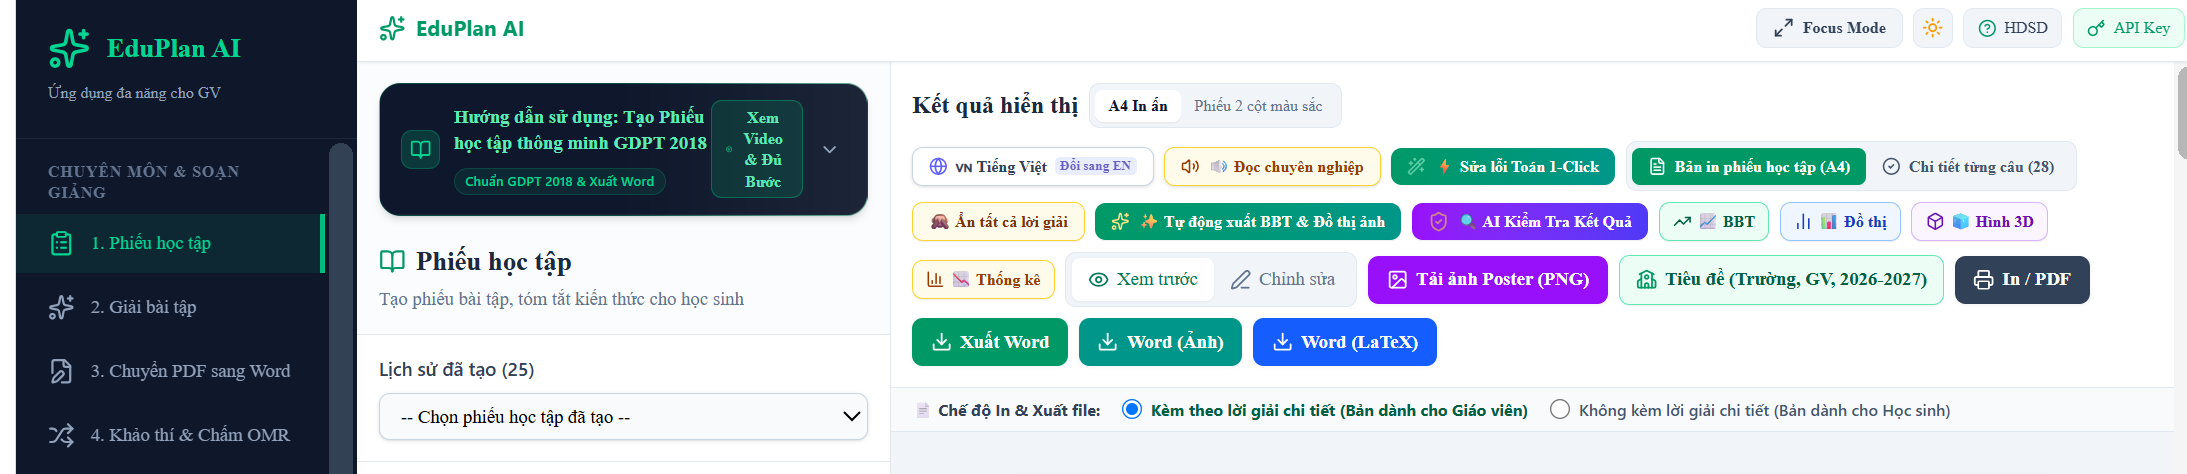 EduPlan AI
Ứng dụng đa năng cho GV
CHUYÊN MÔN & SOẠN
GIẢNG
1. Phiếu học tập
2. Giải bài tập
3. Chuyển PDF sang Word
4. Khảo thí & Chấm OMR
EduPlan AI
Focus Mode
HDSD
API Key
Hướng dẫn sử dụng: Tạo Phiếu
học tập thông minh GDPT 2018
Chuẩn GDPT 2018 & Xuất Word
Xem
Video
& Đủ
Bước
Phiếu học tập
Tạo phiếu bài tập, tóm tắt kiến thức cho học sinh
Lịch sử đã tạo (25)
-- Chọn phiếu học tập đã tạo --
Kết quả hiển thị
A4 In ấn
Phiếu 2 cột màu sắc
VN Tiếng Việt Đổi sang EN
Đọc chuyên nghiệp
Sửa lỗi Toán 1-Click
Bản in phiếu học tập (A4)
Chi tiết từng câu (28)
Ẩn tất cả lời giải
Tự động xuất BBT & Đồ thị ảnh
AI Kiểm Tra Kết Quả
BBT
Đồ thị
Hình 3D
Thống kê
Xem trước
Chỉnh sửa
Tải ảnh Poster (PNG)
Tiêu đề (Trường, GV, 2026-2027)
In / PDF
Xuất Word
Word (Ảnh)
Word (LaTeX)
Chế độ In & Xuất file:
Kèm theo lời giải chi tiết (Bản dành cho Giáo viên)
Không kèm lời giải chi tiết (Bản dành cho Học sinh)